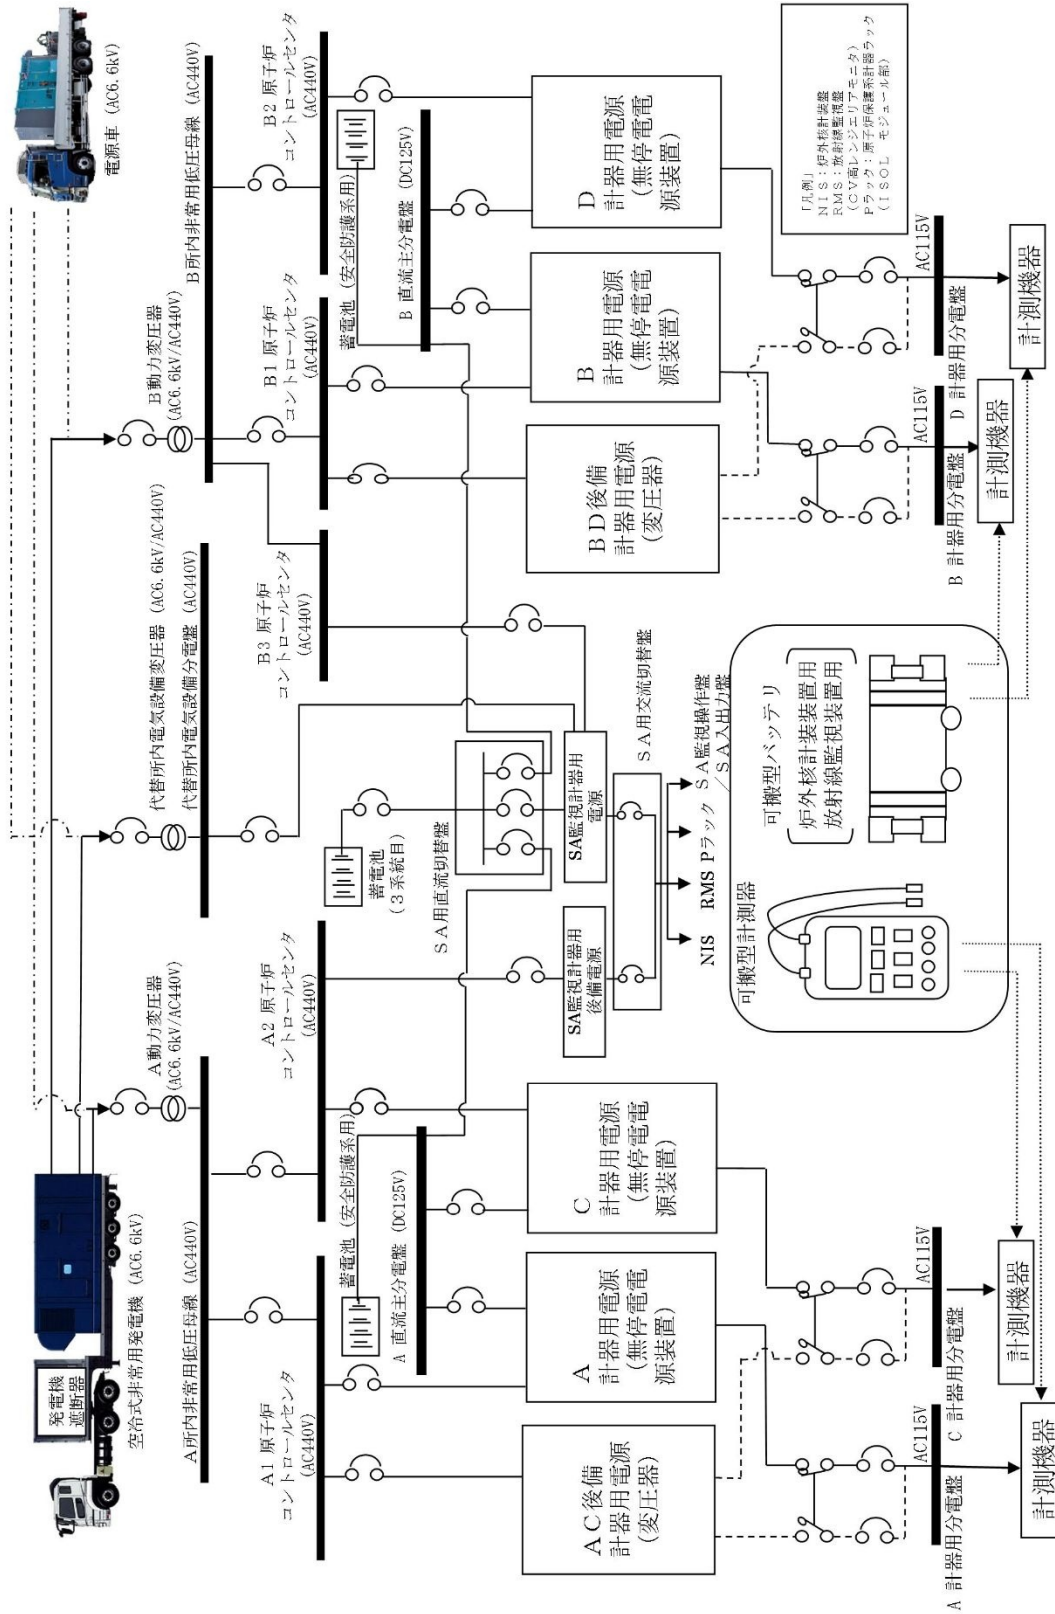 発電機
遮断器
空冷式非常用発電機 (AC6.6kV)
電源車 (AC6.6kV)
A動力変圧器
(AC6.6kV/AC440V)
代替所内電気設備変圧器 (AC6.6kV/AC440V)
B動力変圧器
(AC6.6kV/AC440V)
A所内非常用低圧母線 (AC440V)
代替所内電気設備分電盤 (AC440V)
B所内非常用低圧母線 (AC440V)
A1 原子炉
コントロールセンタ
(AC440V)
A2 原子炉
コントロールセンタ
(AC440V)
B3 原子炉
コントロールセンタ
(AC440V)
B1 原子炉
コントロールセンタ
(AC440V)
B2 原子炉
コントロールセンタ
(AC440V)
蓄電池 (安全防護系用)
A 直流主分電盤 (DC125V)
蓄電池
(3系統目)
SA用直流切替盤
蓄電池 (安全防護系用)
B 直流主分電盤 (DC125V)
AC後備
計器用電源
(変圧器)
A
計器用電源
(無停電電
源装置)
C
計器用電源
(無停電電
源装置)
SA監視計器用
後備電源
SA監視計器用
電源
SA用交流切替盤
BD後備
計器用電源
(変圧器)
B
計器用電源
(無停電電
源装置)
D
計器用電源
(無停電電
源装置)
NIS
RMS
Pラック
SA監視操作盤
/SA入出力盤
「凡例」
NIS：炉外核計装盤
RMS：放射線監視盤
(CV高レンジエリアモニタ)
Pラック：原子炉保護系計器ラック
(ISOL モジュール部)
可搬型計測器
可搬型バッテリ
炉外核計装装置用
放射線監視装置用
AC115V
A 計器用分電盤
計測機器
AC115V
C 計器用分電盤
計測機器
AC115V
B 計器用分電盤
計測機器
AC115V
D 計器用分電盤
計測機器